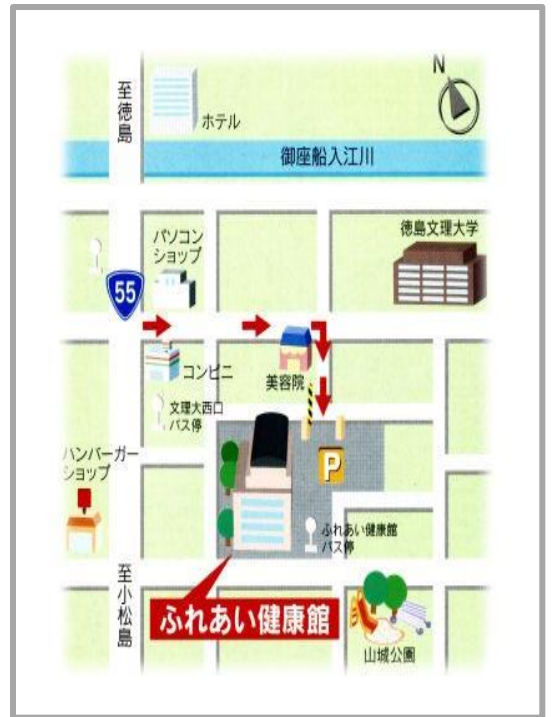 N
至徳島
ホテル
御座船入江川
徳島文理大学
パソコン
ショップ
55
コンビニ
美容院
文理大西口
バス停
ハンバーガー
ショップ
P
ふれあい健康館
バス停
至小松島
ふれあい健康館
山城公園